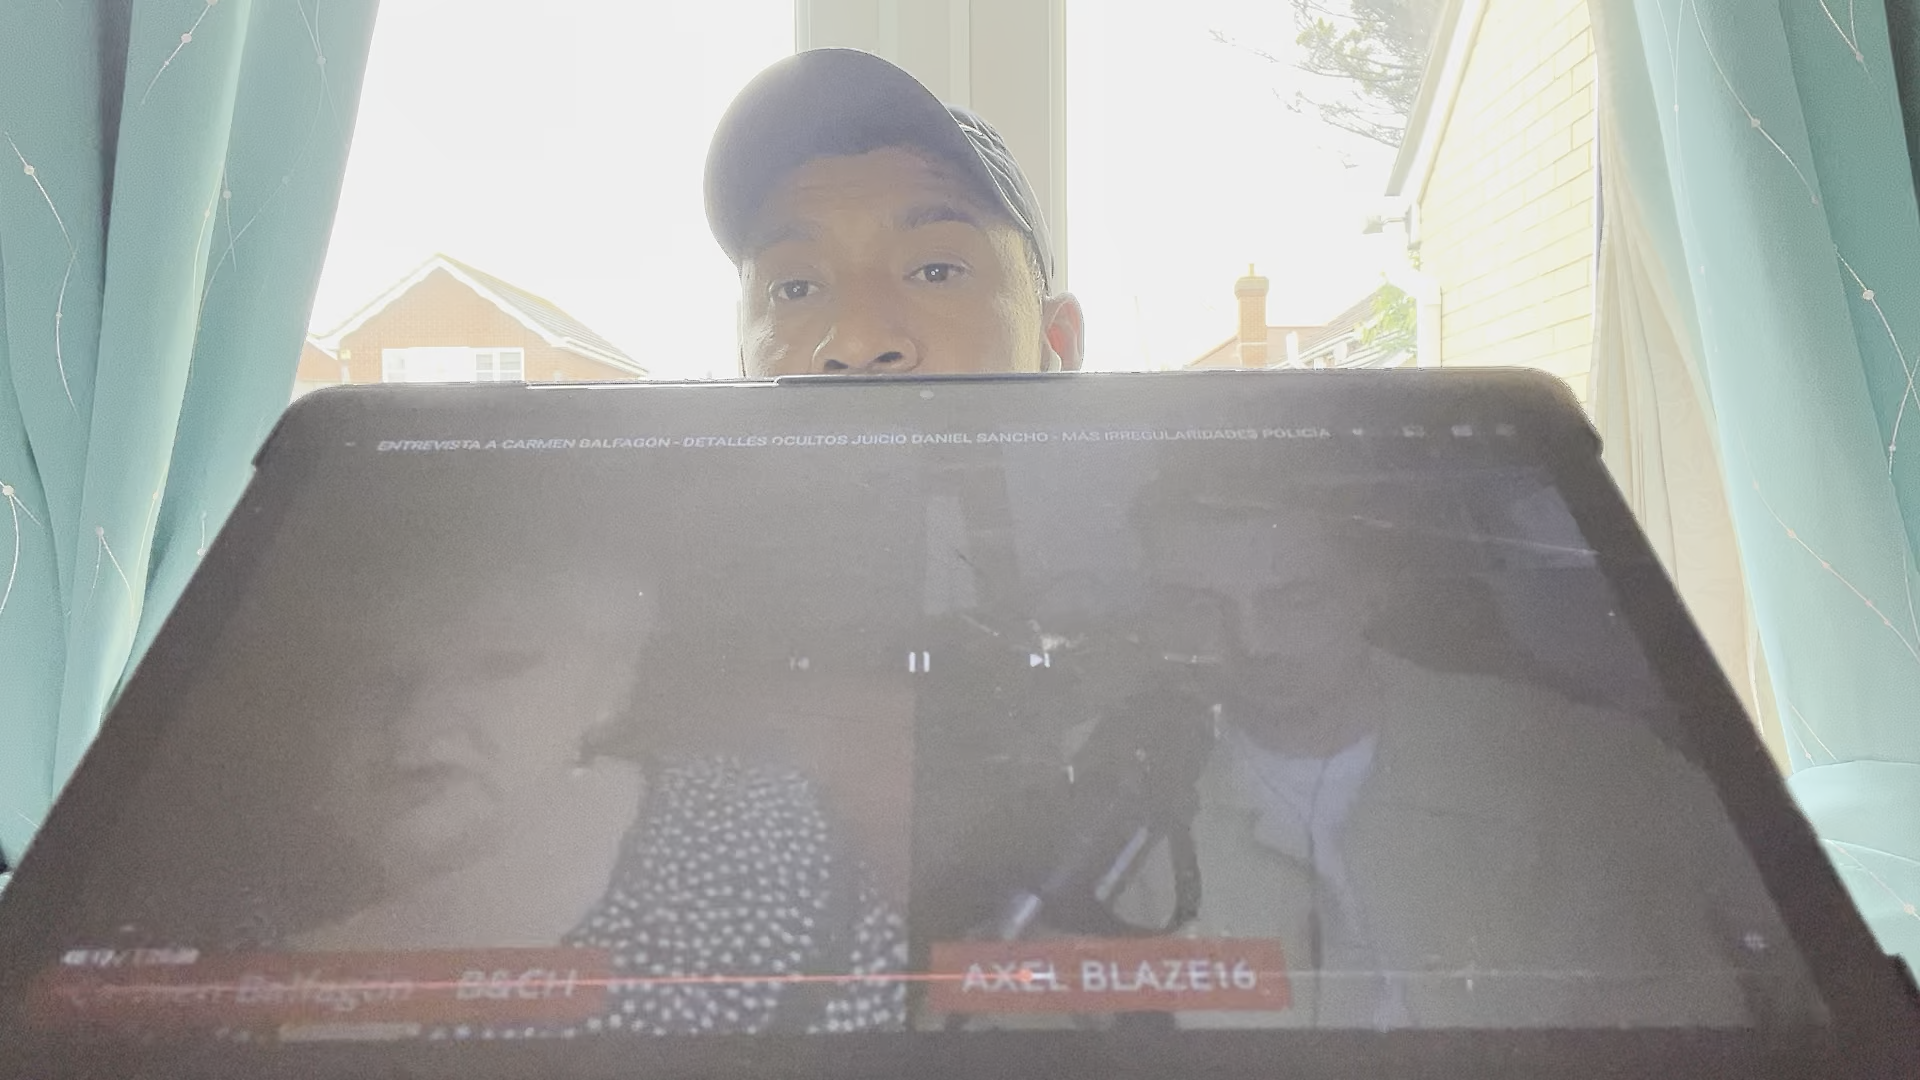 ENTREVISTA A CARMEN BALFAGÓN - DETALLES OCULTOS JUICIO DANIEL SANCHO - MÁS IRREGULARIDADES POLICIA
Carmen Balfagón B&CH
AXEL BLAZE16